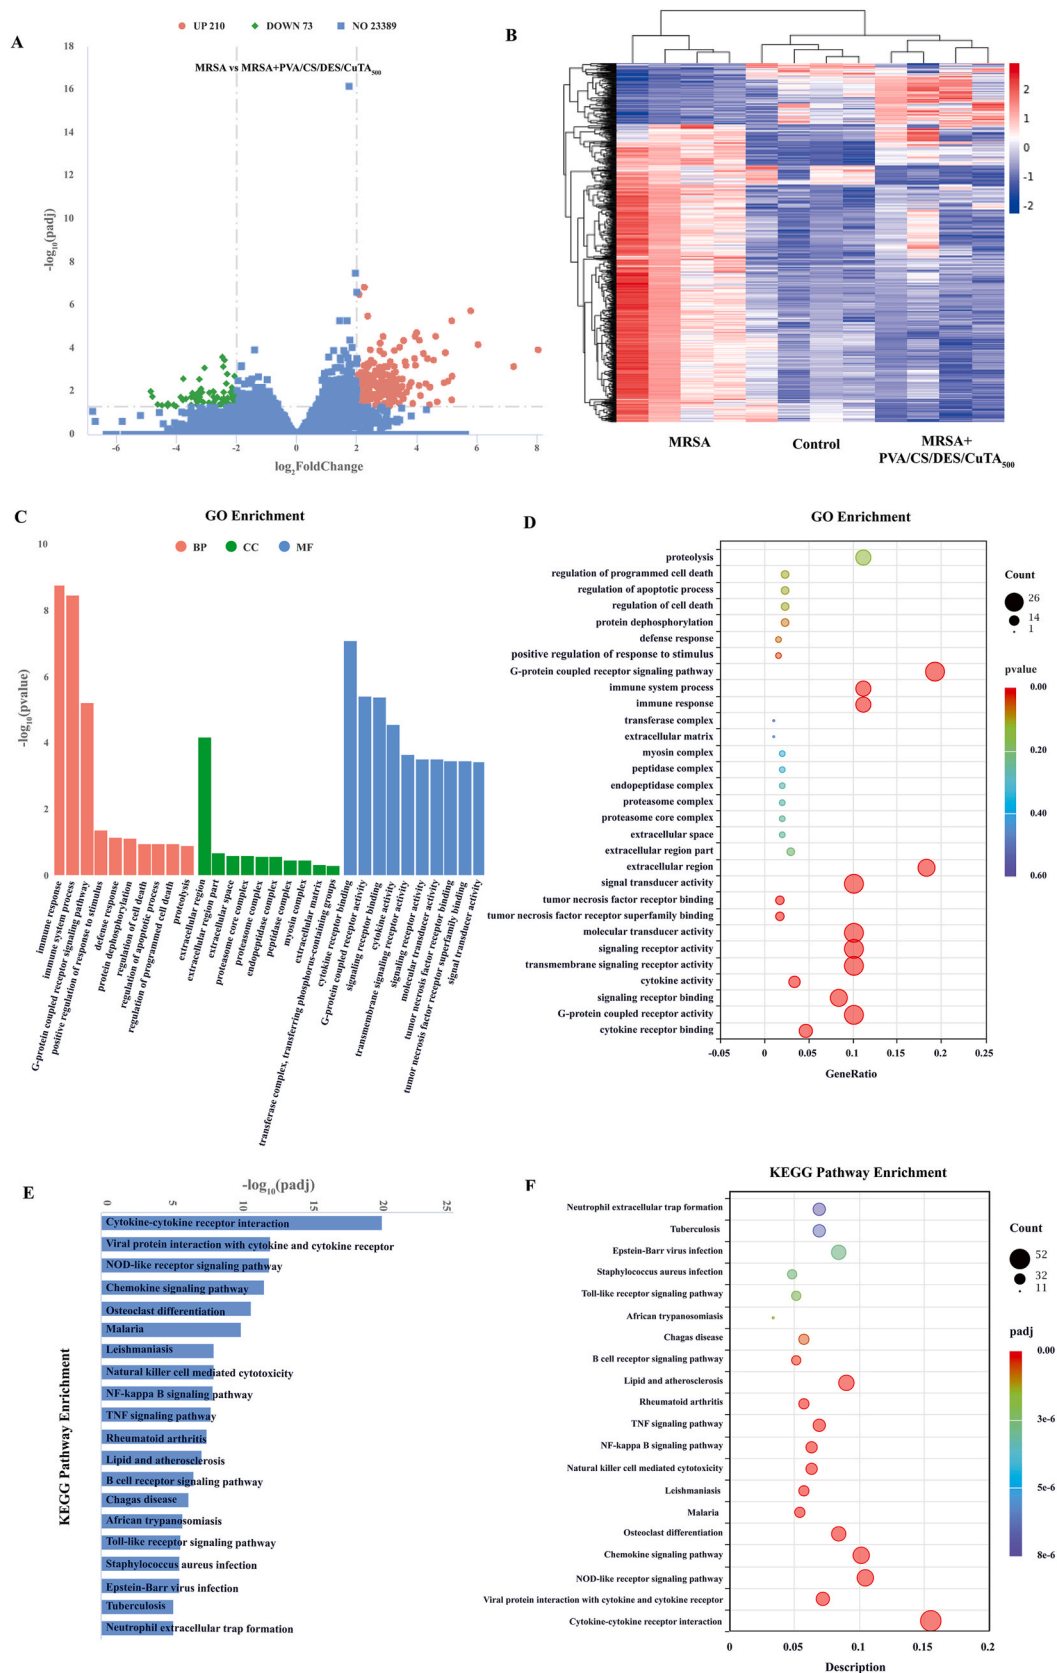 A
UP 210
DOWN 73
NO 23389
MRSA vs MRSA+PVA/CS/DES/CuTA500
18
16
14
12
10
8
6
4
2
0
-log10(padj)
-6
-4
-2
0
2
4
6
8
log2FoldChange
B
2
1
0
-1
-2
MRSA
Control
MRSA+
PVA/CS/DES/CuTA500
C
GO Enrichment
BP
CC
MF
10
8
6
4
2
0
-log10(pvalue)
immune response
immune system process
G-protein coupled receptor signaling pathway
positive regulation of response to stimulus
defense response
protein dephosphorylation
regulation of cell death
regulation of apoptotic process
regulation of programmed cell death
proteolysis
extracellular region
extracellular region part
extracellular space
proteasome core complex
proteasome complex
endopeptidase complex
peptidase complex
myosin complex
extracellular matrix
transferase complex, transferring phosphorus-containing groups
cytokine receptor binding
G-protein coupled receptor activity
signaling receptor binding
cytokine activity
transmembrane signaling receptor activity
signaling receptor activity
molecular transducer activity
tumor necrosis factor receptor binding
tumor necrosis factor receptor superfamily binding
signal transducer activity
D
GO Enrichment
proteolysis
regulation of programmed cell death
regulation of apoptotic process
regulation of cell death
protein dephosphorylation
defense response
positive regulation of response to stimulus
G-protein coupled receptor signaling pathway
immune system process
immune response
transferase complex
extracellular matrix
myosin complex
peptidase complex
endopeptidase complex
proteasome complex
proteasome core complex
extracellular space
extracellular region part
extracellular region
signal transducer activity
tumor necrosis factor receptor binding
tumor necrosis factor receptor superfamily binding
molecular transducer activity
signaling receptor activity
transmembrane signaling receptor activity
cytokine activity
signaling receptor binding
G-protein coupled receptor activity
cytokine receptor binding
-0.05
0
0.05
0.1
0.15
0.2
0.25
GeneRatio
Count
26
14
1
pvalue
0.00
0.20
0.40
0.60
E
-log10(padj)
0
5
10
15
20
25
KEGG Pathway Enrichment
Cytokine-cytokine receptor interaction
Viral protein interaction with cytokine and cytokine receptor
NOD-like receptor signaling pathway
Chemokine signaling pathway
Osteoclast differentiation
Malaria
Leishmaniasis
Natural killer cell mediated cytotoxicity
NF-kappa B signaling pathway
TNF signaling pathway
Rheumatoid arthritis
Lipid and atherosclerosis
B cell receptor signaling pathway
Chagas disease
African trypanosomiasis
Toll-like receptor signaling pathway
Staphylococcus aureus infection
Epstein-Barr virus infection
Tuberculosis
Neutrophil extracellular trap formation
F
KEGG Pathway Enrichment
Neutrophil extracellular trap formation
Tuberculosis
Epstein-Barr virus infection
Staphylococcus aureus infection
Toll-like receptor signaling pathway
African trypanosomiasis
Chagas disease
B cell receptor signaling pathway
Lipid and atherosclerosis
Rheumatoid arthritis
TNF signaling pathway
NF-kappa B signaling pathway
Natural killer cell mediated cytotoxicity
Leishmaniasis
Malaria
Osteoclast differentiation
Chemokine signaling pathway
NOD-like receptor signaling pathway
Viral protein interaction with cytokine and cytokine receptor
Cytokine-cytokine receptor interaction
0
0.05
0.1
0.15
0.2
Description
Count
52
32
11
padj
0.00
3e-6
5e-6
8e-6